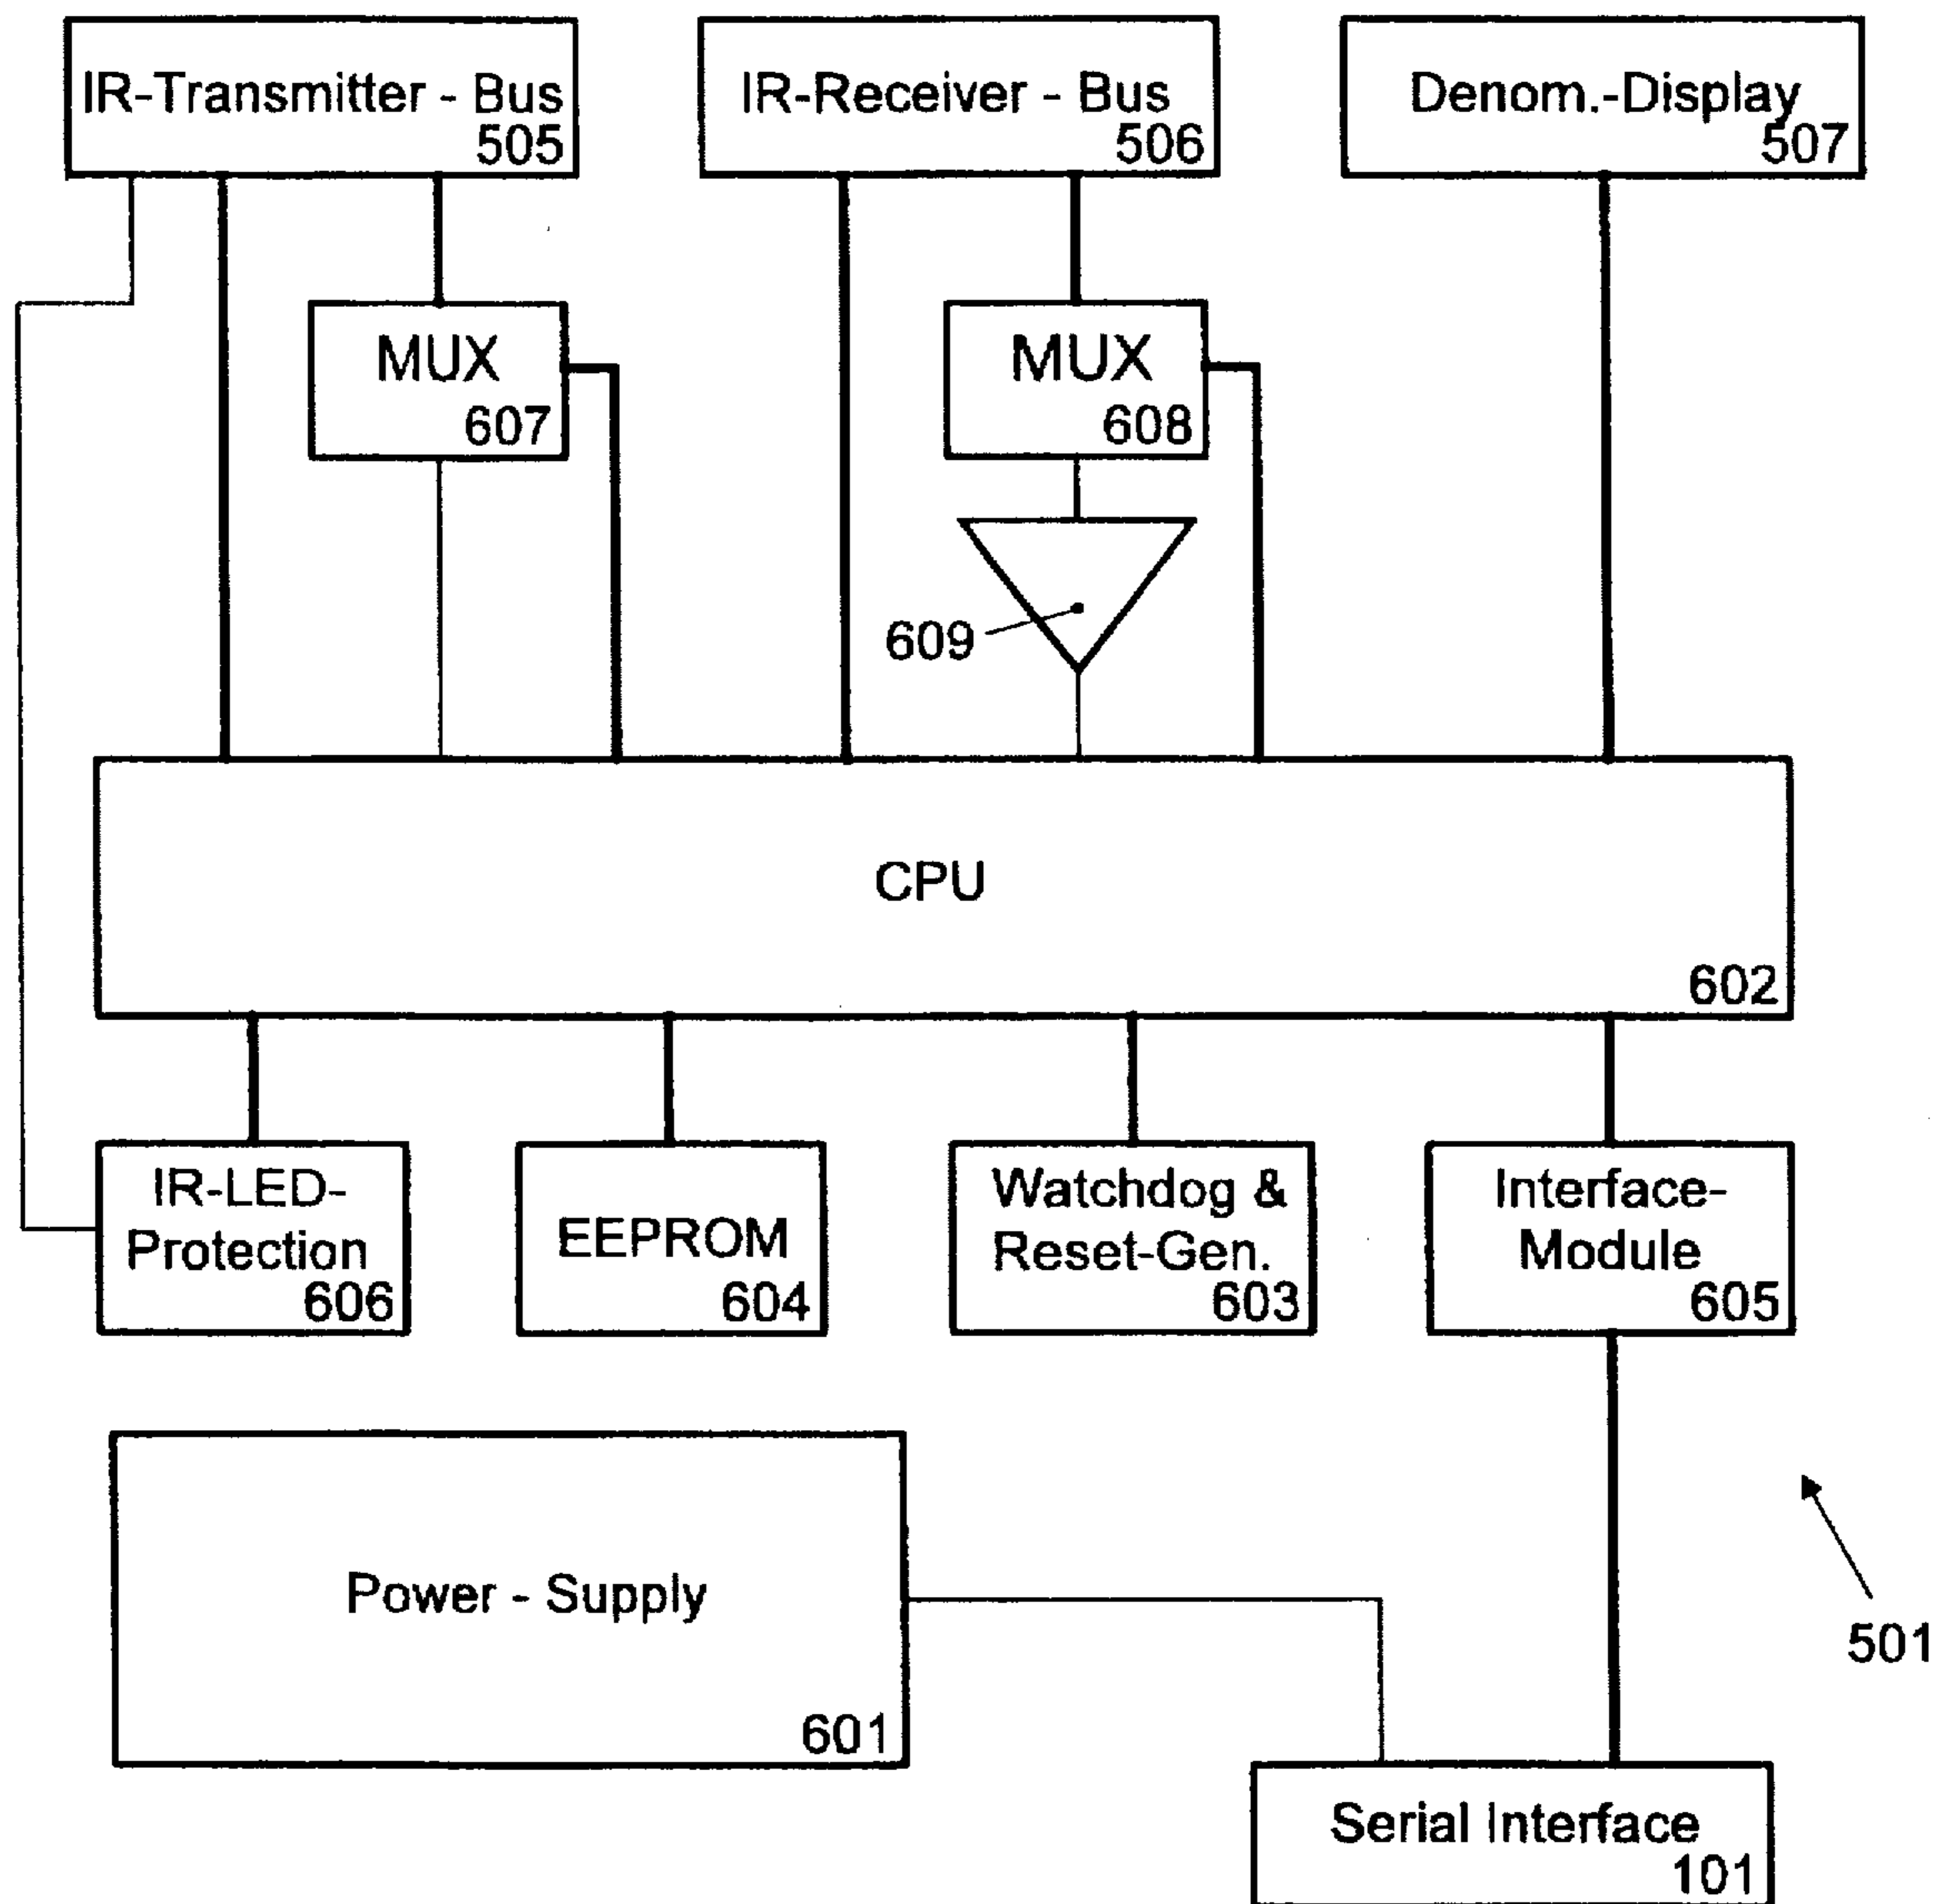 IR-Transmitter - Bus
505
IR-Receiver - Bus
506
Denom.-Display
507
MUX
607
MUX
608
609
CPU
602
IR-LED-
Protection
606
EEPROM
604
Watchdog &
Reset-Gen.
603
Interface-
Module
605
Power - Supply
601
501
Serial Interface
101